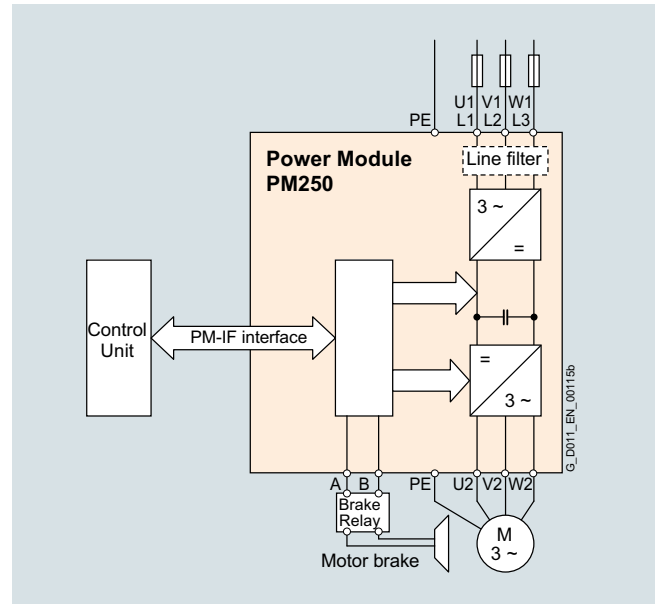 U1 V1 W1
PE L1 L2 L3
Power Module
PM250
Line filter
3 ~
=
Control
Unit
PM-IF interface
=
3 ~
G_D011_EN_00115b
A B PE U2 V2 W2
Brake
Relay
M
3 ~
Motor brake